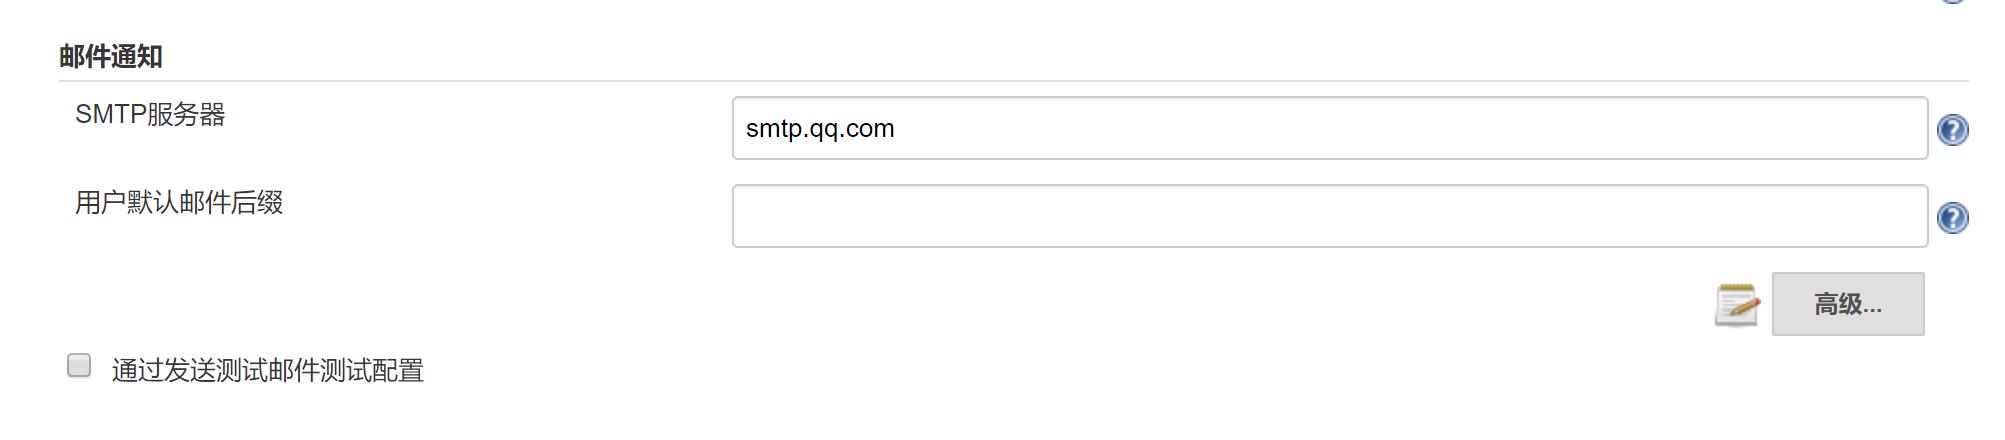 邮件通知
SMTP服务器
smtp.qq.com
用户默认邮件后缀
高级...
通过发送测试邮件测试配置